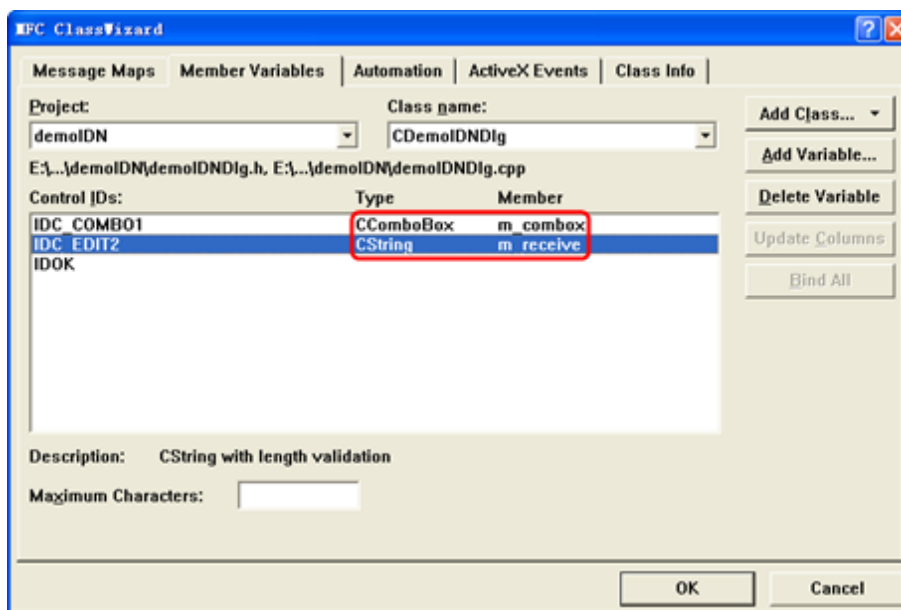 MFC ClassWizard
Message Maps Member Variables Automation ActiveX Events Class Info
Project: Class name:
demoIDN CDemoIDNDlg
E:\...\demoIDN\demoIDNDlg.h, E:\...\demoIDN\demoIDNDlg.cpp
Control IDs: Type Member
IDC_COMBO1 CComboBox m_combox
IDC_EDIT2 CString m_receive
IDOK
Add Class...
Add Variable...
Delete Variable
Update Columns
Bind All
Description: CString with length validation
Maximum Characters:
OK Cancel